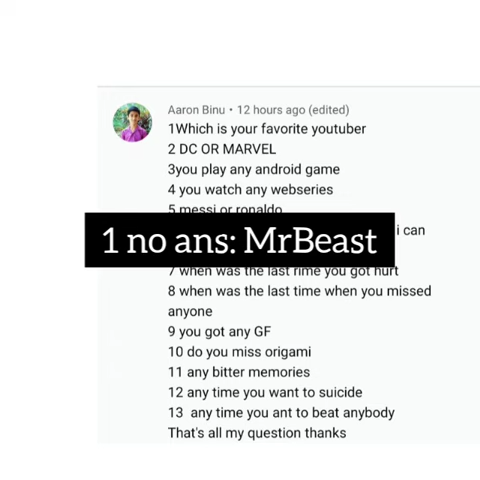 Aaron Binu • 12 hours ago (edited)
1Which is your favorite youtuber
2 DC OR MARVEL
3you play any android game
4 you watch any webseries
5 messi or ronaldo
i can
1 no ans: MrBeast
7 when was the last rime you got hurt
8 when was the last time when you missed
anyone
9 you got any GF
10 do you miss origami
11 any bitter memories
12 any time you want to suicide
13 any time you ant to beat anybody
That's all my question thanks